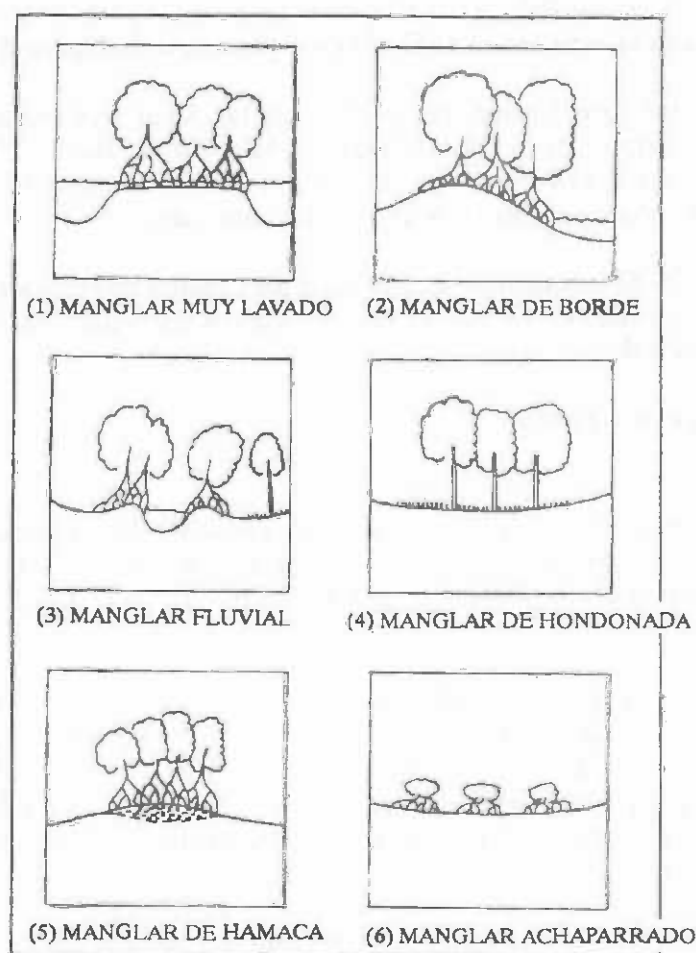 (1) MANGLAR MUY LAVADO
(2) MANGLAR DE BORDE
(3) MANGLAR FLUVIAL
(4) MANGLAR DE HONDONADA
(5) MANGLAR DE HAMACA
(6) MANGLAR ACHAPARRADO